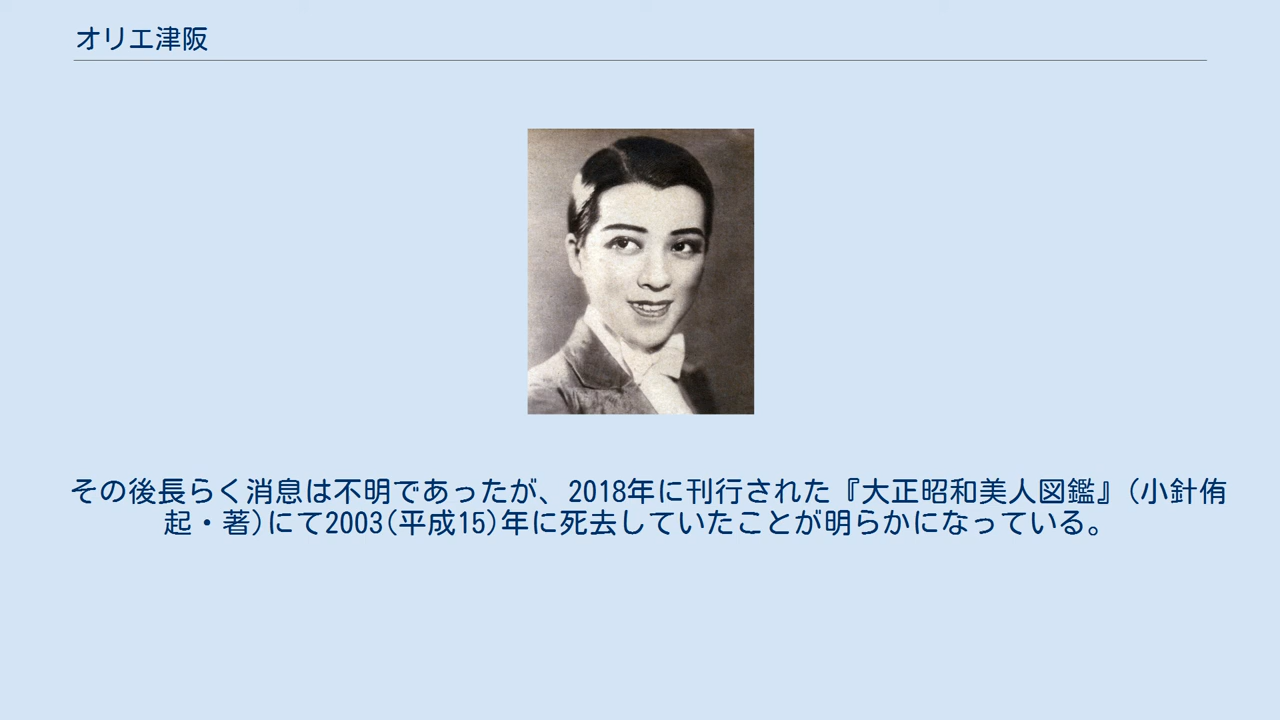 オリエ津阪
その後長らく消息は不明であったが、2018年に刊行された『大正昭和美人図鑑』(小針侑
起・著)にて2003(平成15)年に死去していたことが明らかになっている。